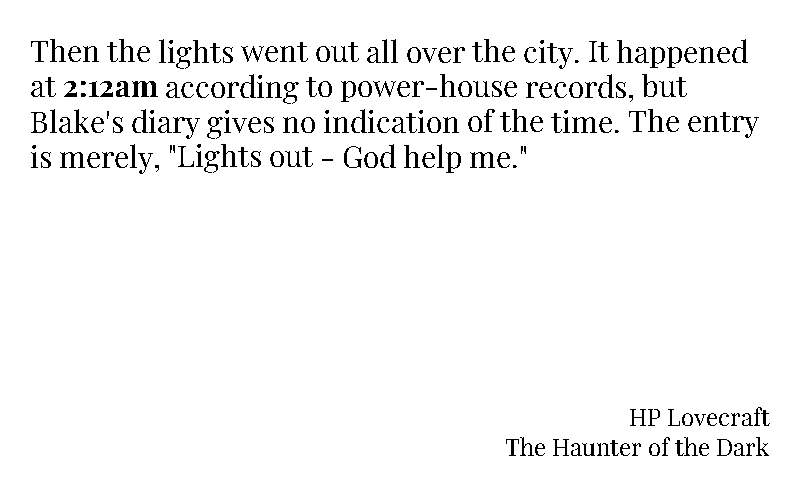 Then the lights went out all over the city. It happened
at 2:12am according to power-house records, but
Blake's diary gives no indication of the time. The entry
is merely, "Lights out - God help me."
HP Lovecraft
The Haunter of the Dark